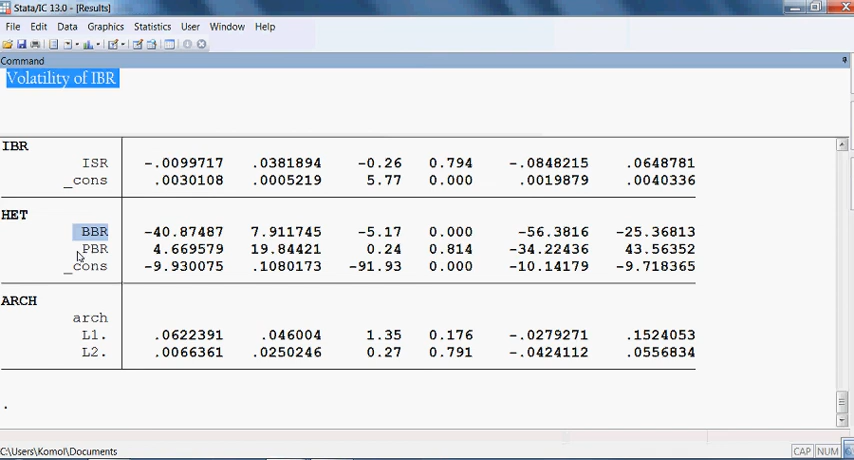 Stata/IC 13.0 - [Results]
File Edit Data Graphics Statistics User Window Help
Command
Volatility of IBR
IBR
ISR -.0099717 .0381894 -0.26 0.794 -.0848215 .0648781
_cons .0030108 .0005219 5.77 0.000 .0019879 .0040336
HET
BBR -40.87487 7.911745 -5.17 0.000 -56.3816 -25.36813
PBR 4.669579 19.84421 0.24 0.814 -34.22436 43.56352
_cons -9.930075 .1080173 -91.93 0.000 -10.14179 -9.718365
ARCH
arch
L1. .0622391 .046004 1.35 0.176 -.0279271 .1524053
L2. .0066361 .0250246 0.27 0.791 -.0424112 .0556834
.
C:\Users\Komol\Documents CAP NUM